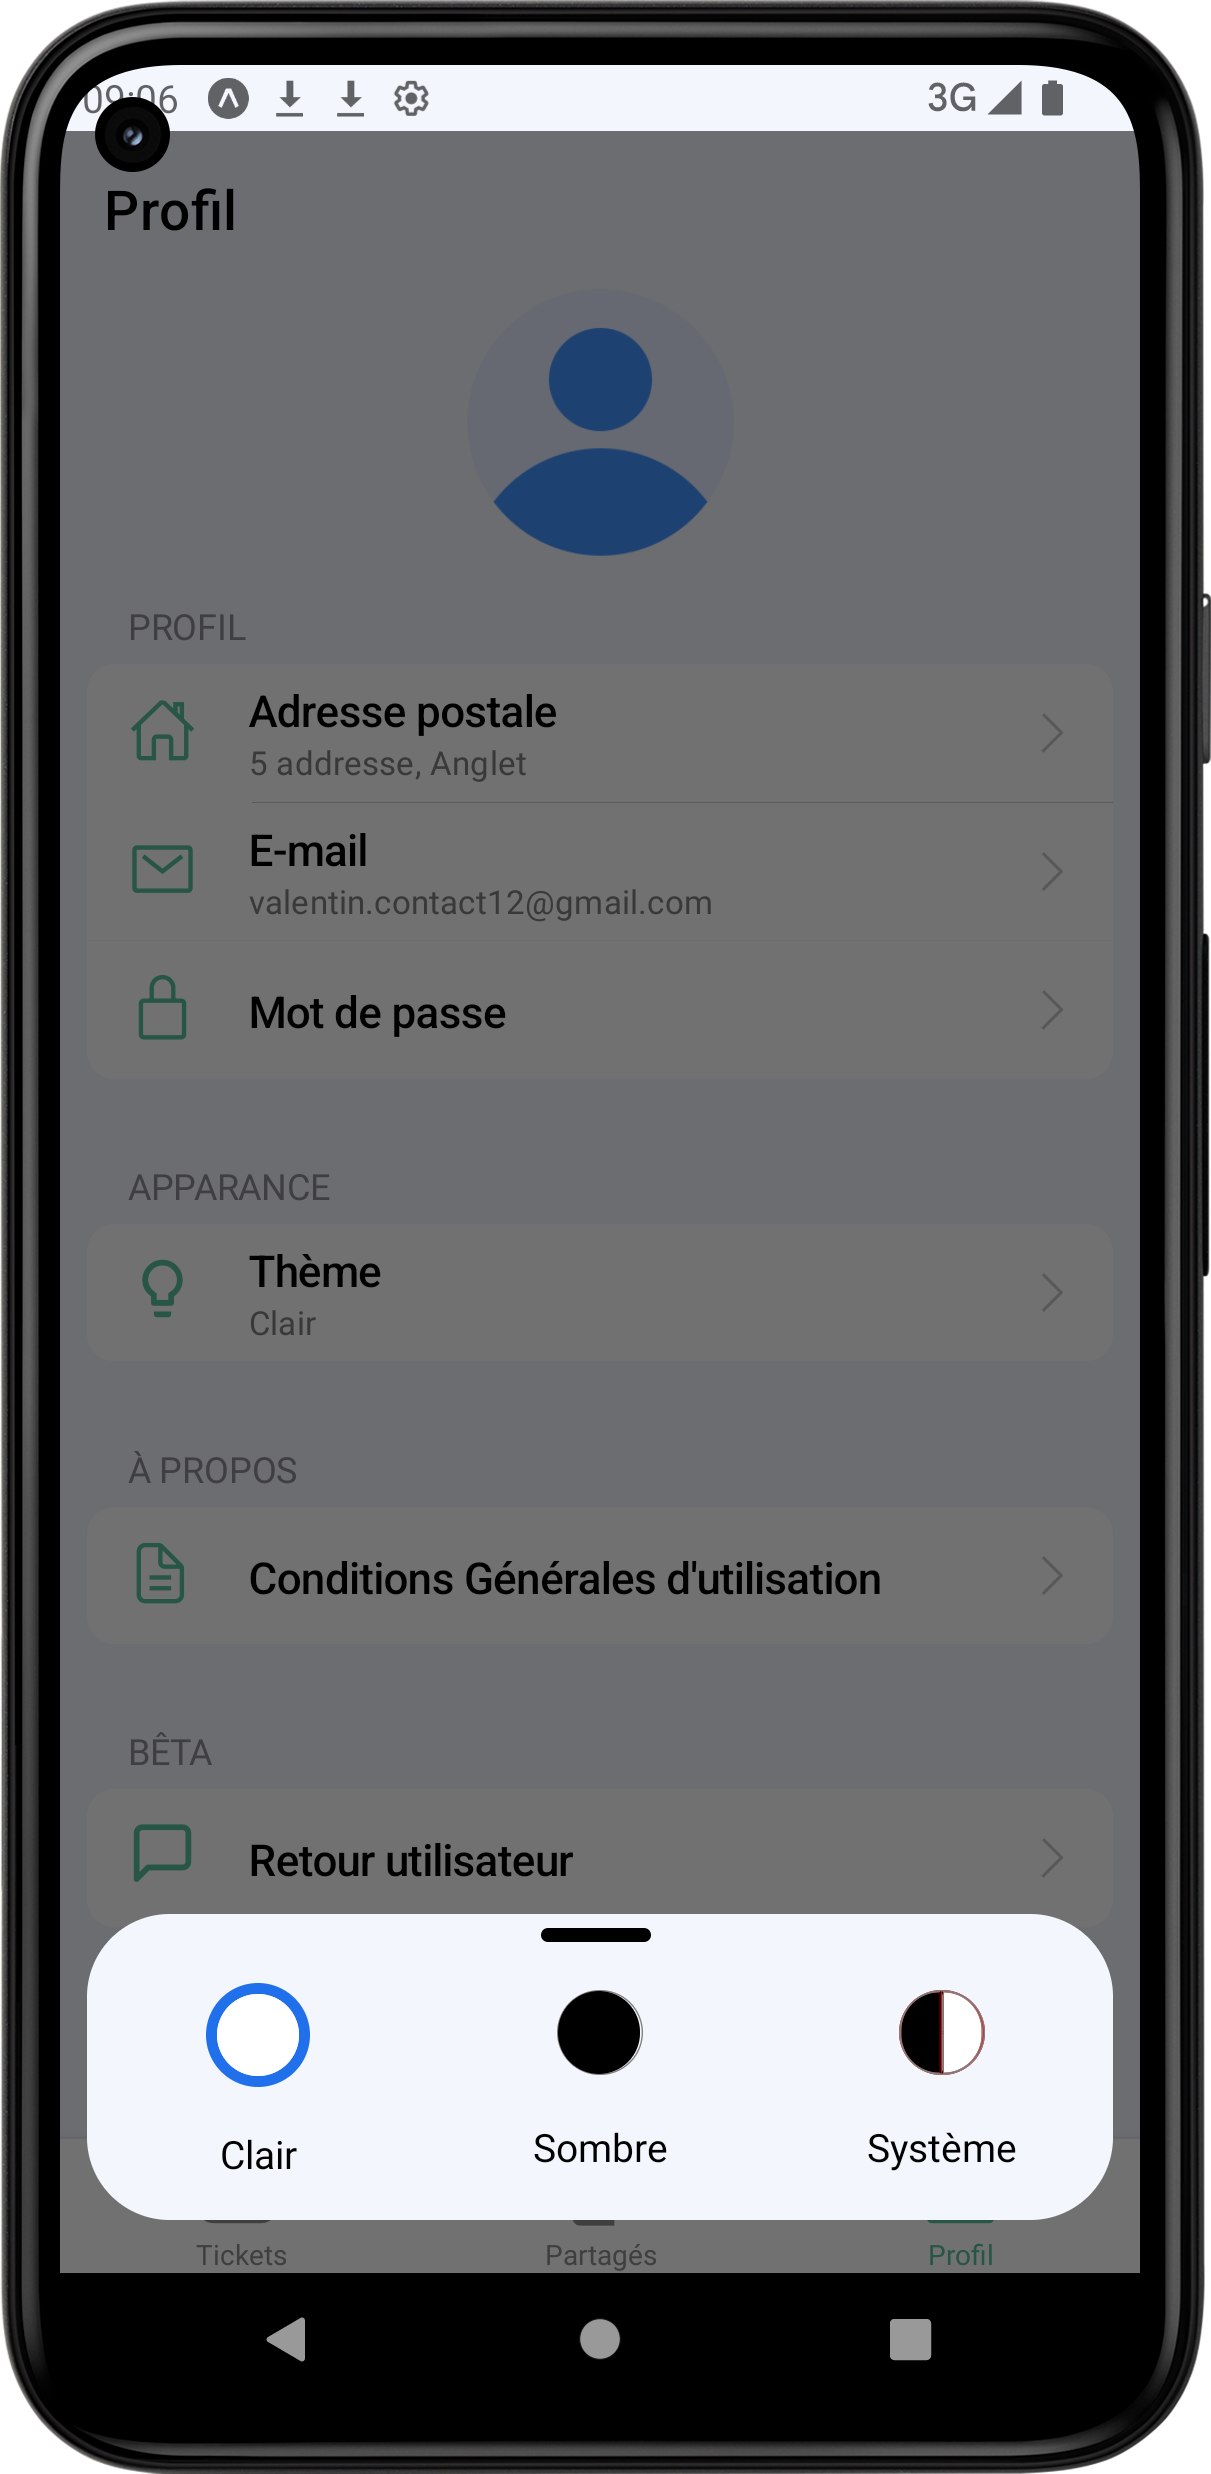 09:06
3G
Profil
PROFIL
Adresse postale
5 addresse, Anglet
E-mail
valentin.contact12@gmail.com
Mot de passe
APPARANCE
Thème
Clair
À PROPOS
Conditions Générales d'utilisation
BÊTA
Retour utilisateur
Clair
Sombre
Système
Tickets
Partagés
Profil